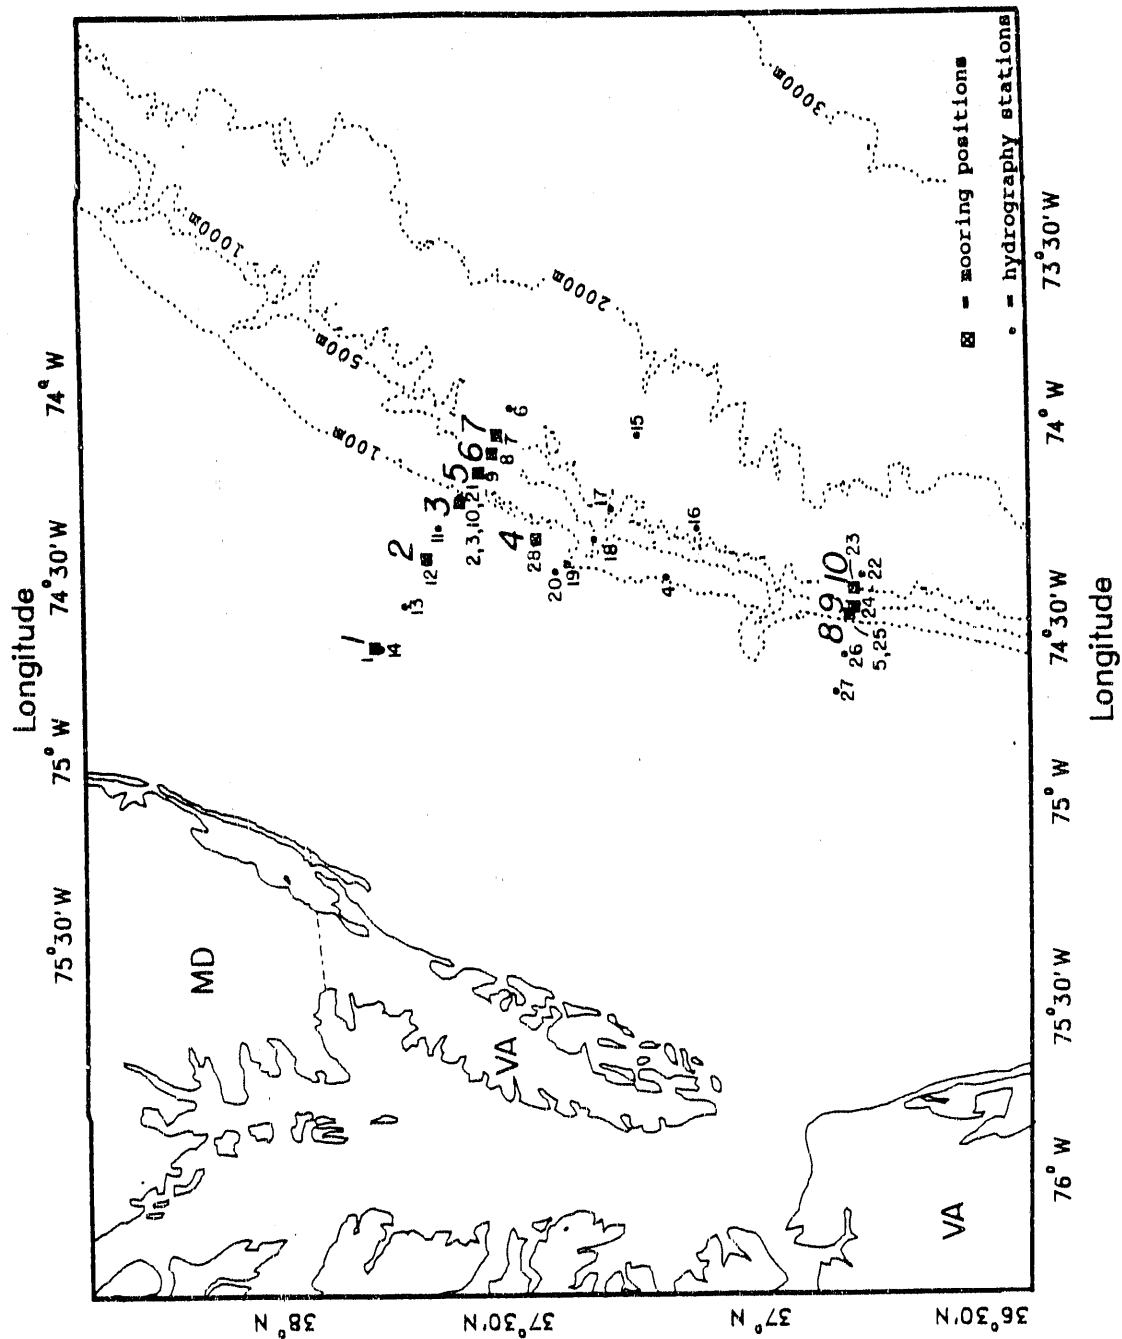 Longitude
75°30'W
75° W
74°30'W
74° W
38° N
37°30'N
37° N
36°30'N
MD
VA
VA
100m
500m
1000m
2000m
3000m
1
1
14
13
2
12
11
3
2,3,10,21
5
9
6
8
7
7
6
4
28
20
19
18
17
15
16
4
8
9
10
23
22
24
5,25
26
27
⊠ = mooring positions
∘ = hydrography stations
76° W
75°30'W
75° W
74°30'W
74° W
73°30'W
Longitude